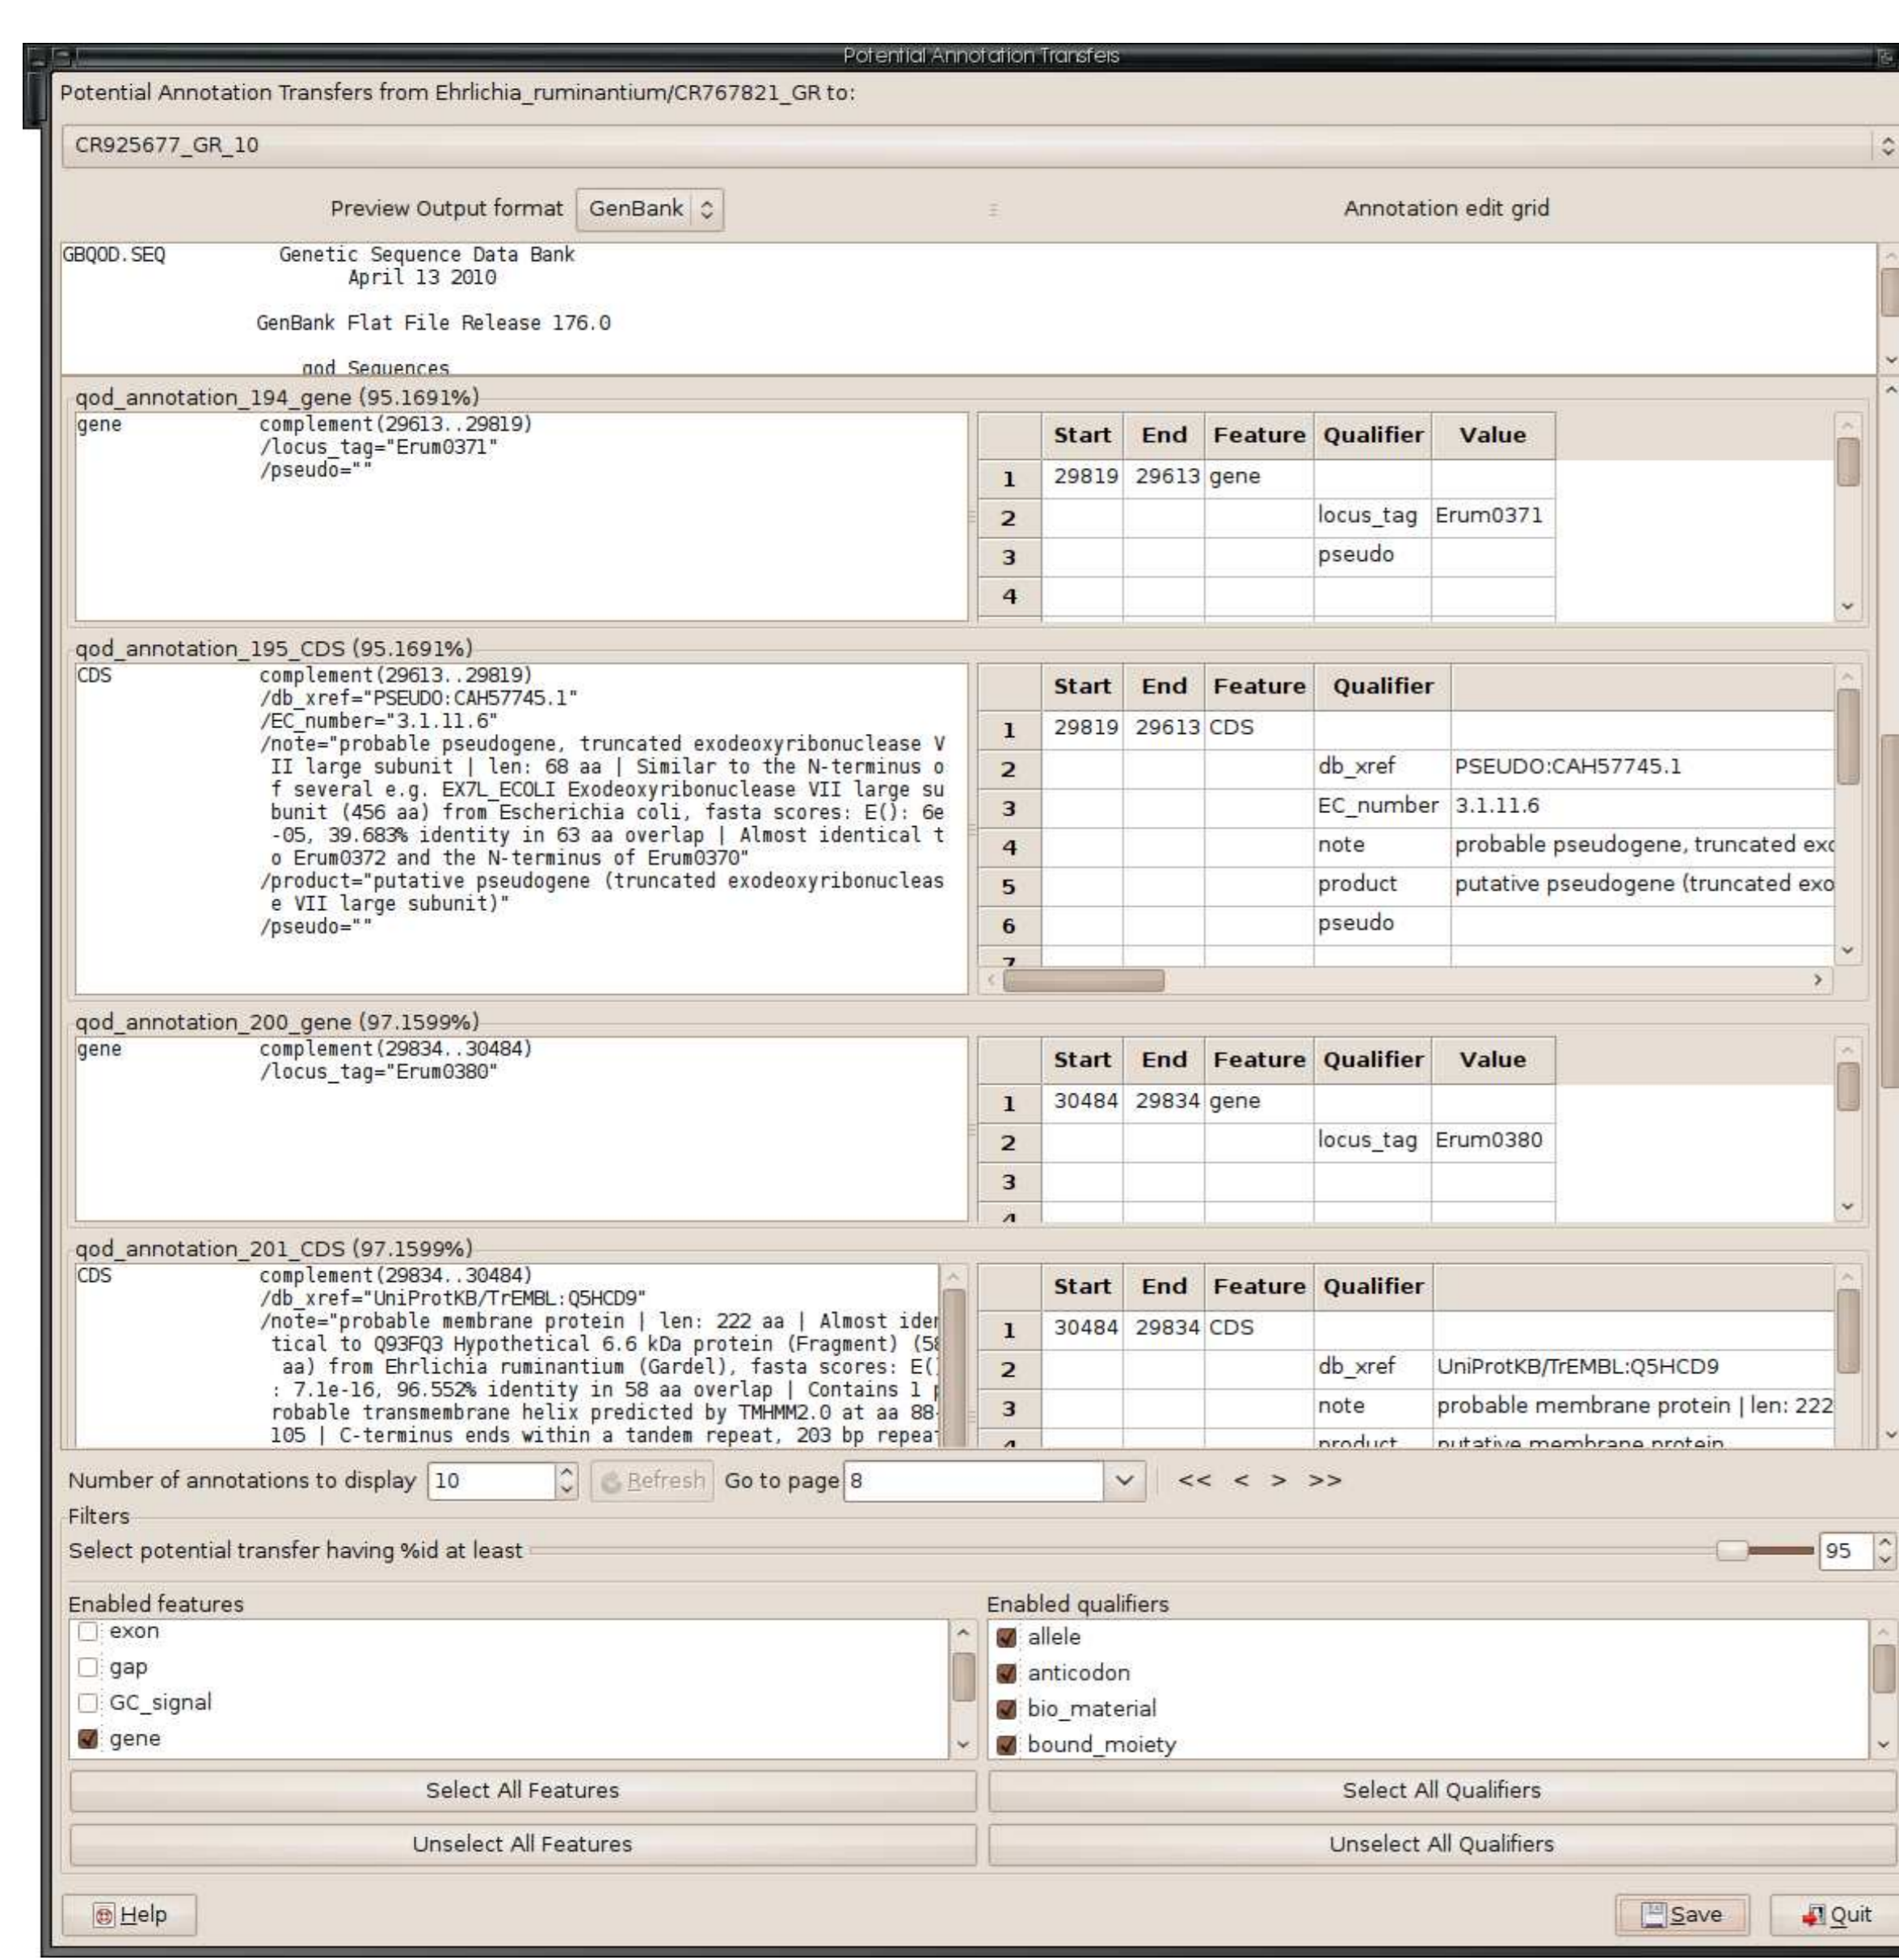 Potential Annotation Transfers
Potential Annotation Transfers from Ehrlichia_ruminantium/CR767821_GR to:
CR925677_GR_10
Preview Output format GenBank Annotation edit grid
GBQOD.SEQ Genetic Sequence Data Bank
April 13 2010
GenBank Flat File Release 176.0
qod Sequences
qod_annotation_194_gene (95.1691%)
gene complement(29613..29819)
/locus_tag="Erum0371"
/pseudo=""
Start End Feature Qualifier Value
1 29819 29613 gene
2 locus_tag Erum0371
3 pseudo
4
qod_annotation_195_CDS (95.1691%)
CDS complement(29613..29819)
/db_xref="PSEUDO:CAH57745.1"
/EC_number="3.1.11.6"
/note="probable pseudogene, truncated exodeoxyribonuclease V
II large subunit | len: 68 aa | Similar to the N-terminus o
f several e.g. EX7L_ECOLI Exodeoxyribonuclease VII large su
bunit (456 aa) from Escherichia coli, fasta scores: E(): 6e
-05, 39.683% identity in 63 aa overlap | Almost identical t
o Erum0372 and the N-terminus of Erum0370"
/product="putative pseudogene (truncated exodeoxyribonucleas
e VII large subunit)"
/pseudo=""
Start End Feature Qualifier
1 29819 29613 CDS
2 db_xref PSEUDO:CAH57745.1
3 EC_number 3.1.11.6
4 note probable pseudogene, truncated exo
5 product putative pseudogene (truncated exo
6 pseudo
7
qod_annotation_200_gene (97.1599%)
gene complement(29834..30484)
/locus_tag="Erum0380"
Start End Feature Qualifier Value
1 30484 29834 gene
2 locus_tag Erum0380
3
4
qod_annotation_201_CDS (97.1599%)
CDS complement(29834..30484)
/db_xref="UniProtKB/TrEMBL:Q5HCD9"
/note="probable membrane protein | len: 222 aa | Almost iden
tical to Q93FQ3 Hypothetical 6.6 kDa protein (Fragment) (58
aa) from Ehrlichia ruminantium (Gardel), fasta scores: E()
: 7.1e-16, 96.552% identity in 58 aa overlap | Contains 1 p
robable transmembrane helix predicted by TMHMM2.0 at aa 88-
105 | C-terminus ends within a tandem repeat, 203 bp repeat
Start End Feature Qualifier
1 30484 29834 CDS
2 db_xref UniProtKB/TrEMBL:Q5HCD9
3 note probable membrane protein | len: 222
4 product putative membrane protein
Number of annotations to display 10 Refresh Go to page 8 << < > >>
Filters
Select potential transfer having %id at least 95
Enabled features
exon
gap
GC_signal
gene
Select All Features
Unselect All Features
Enabled qualifiers
allele
anticodon
bio_material
bound_moiety
Select All Qualifiers
Unselect All Qualifiers
Help Save Quit